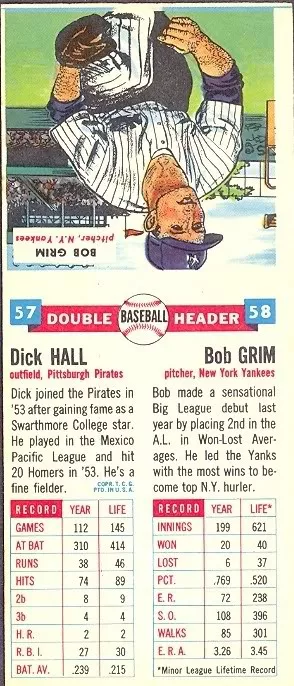 BOB GRIM
pitcher, N.Y. Yankees
57 DOUBLE BASEBALL HEADER 58
Dick HALL
outfield, Pittsburgh Pirates
Dick joined the Pirates in
'53 after gaining fame as a
Swarthmore College star.
He played in the Mexico
Pacific League and hit
20 Homers in '53. He's a
fine fielder.
COPR. T. C. G.
PTD. IN U. S. A.
Bob GRIM
pitcher, New York Yankees
Bob made a sensational
Big League debut last
year by placing 2nd in the
A.L. in Won-Lost Aver-
ages. He led the Yanks
with the most wins to be-
come top N.Y. hurler.
RECORD YEAR LIFE
GAMES 112 145
AT BAT 310 414
RUNS 38 46
HITS 74 89
2b 8 9
3b 4 4
H. R. 2 2
R. B. I. 27 30
BAT. AV. .239 .215
RECORD YEAR LIFE*
INNINGS 199 621
WON 20 40
LOST 6 37
PCT. .769 .520
E. R. 72 238
S. O. 108 396
WALKS 85 301
E. R. A. 3.26 3.45
*Minor League Lifetime Record